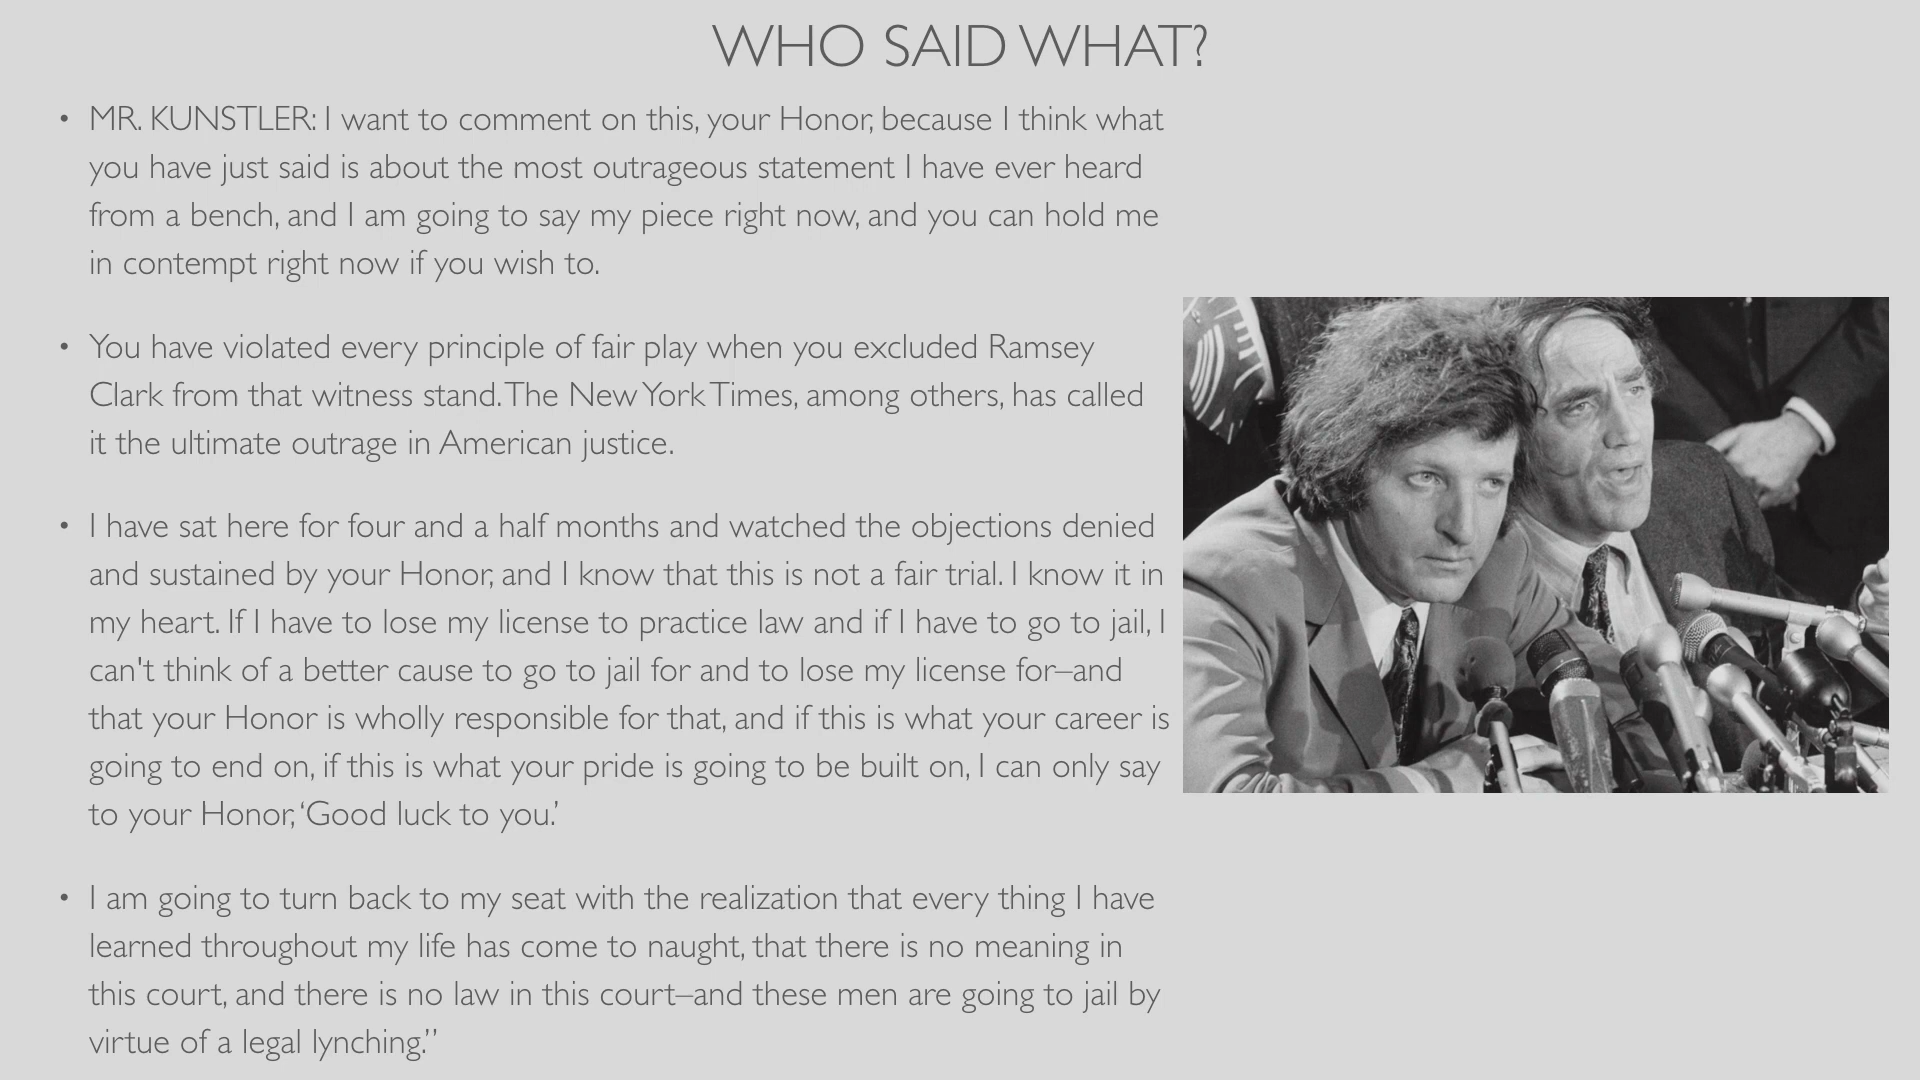 WHO SAID WHAT?
• MR. KUNSTLER: I want to comment on this, your Honor, because I think what
you have just said is about the most outrageous statement I have ever heard
from a bench, and I am going to say my piece right now, and you can hold me
in contempt right now if you wish to.
• You have violated every principle of fair play when you excluded Ramsey
Clark from that witness stand. The New York Times, among others, has called
it the ultimate outrage in American justice.
• I have sat here for four and a half months and watched the objections denied
and sustained by your Honor, and I know that this is not a fair trial. I know it in
my heart. If I have to lose my license to practice law and if I have to go to jail, I
can't think of a better cause to go to jail for and to lose my license for–and
that your Honor is wholly responsible for that, and if this is what your career is
going to end on, if this is what your pride is going to be built on, I can only say
to your Honor, ‘Good luck to you.’
• I am going to turn back to my seat with the realization that every thing I have
learned throughout my life has come to naught, that there is no meaning in
this court, and there is no law in this court–and these men are going to jail by
virtue of a legal lynching.’’